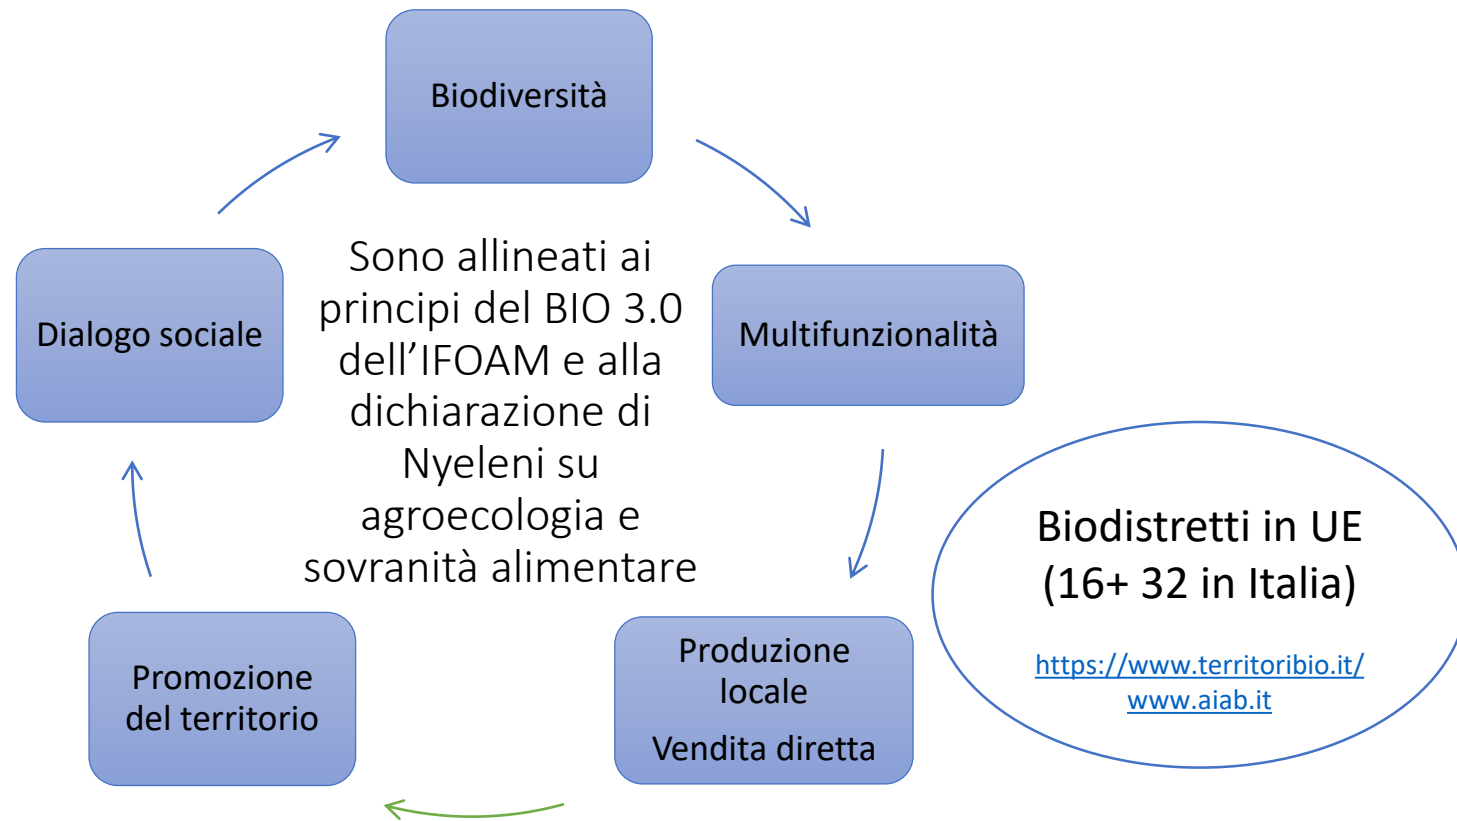 Biodiversità
Multifunzionalità
Produzione
locale
Vendita diretta
Promozione
del territorio
Dialogo sociale
Sono allineati ai
principi del BIO 3.0
dell’IFOAM e alla
dichiarazione di
Nyeleni su
agroecologia e
sovranità alimentare
Biodistretti in UE
(16+ 32 in Italia)
https://www.territoribio.it/
www.aiab.it